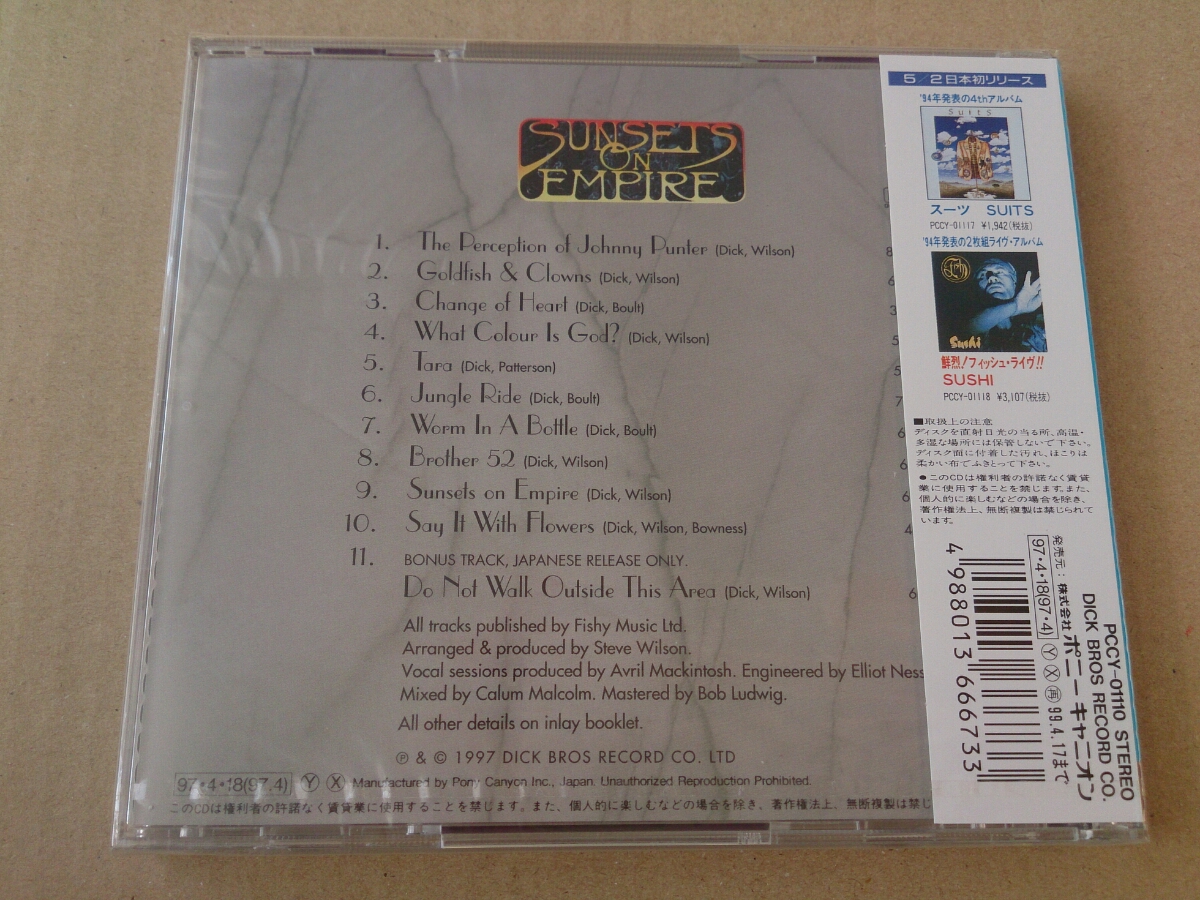 SUNSETS
ON
EMPIRE
1. The Perception of Johnny Punter (Dick, Wilson)
2. Goldfish & Clowns (Dick, Wilson)
3. Change of Heart (Dick, Boult)
4. What Colour Is God? (Dick, Wilson)
5. Tara (Dick, Patterson)
6. Jungle Ride (Dick, Boult)
7. Worm In A Bottle (Dick, Boult)
8. Brother 52 (Dick, Wilson)
9. Sunsets on Empire (Dick, Wilson)
10. Say It With Flowers (Dick, Wilson, Bowness)
11. BONUS TRACK, JAPANESE RELEASE ONLY.
Do Not Walk Outside This Area (Dick, Wilson)
All tracks published by Fishy Music Ltd.
Arranged & produced by Steve Wilson.
Vocal sessions produced by Avril Mackintosh. Engineered by Elliot Ness
Mixed by Calum Malcolm. Mastered by Bob Ludwig.
All other details on inlay booklet.
℗ & © 1997 DICK BROS RECORD CO. LTD
97・4・18(97.4) Ⓨ Ⓧ Manufactured by Pony Canyon Inc., Japan. Unauthorized Reproduction Prohibited.
このCDは権利者の許諾なく賃貸業に使用することを禁じます。また、個人的に楽しむなどの場合を除き、著作権法上、無断複製は禁じ
5/2日本初リリース
'94年発表の4thアルバム
SUITS
スーツ SUITS
PCCY-01117 ¥1,942(税抜)
'94年発表の2枚組ライヴ・アルバム
Fish
Sushi
鮮烈!フィッシュ・ライヴ!!
SUSHI
PCCY-01118 ¥3,107(税抜)
■取扱上の注意
ディスクを直射日光の当る所、高温・
多湿な場所には保管しないで下さい。
ディスク面に付着した汚れ、ほこりは
柔かい布でふきとって下さい。
●このCDは権利者の許諾なく賃貸
業に使用することを禁じます。また、
個人的に楽しむなどの場合を除き、
著作権法上、無断複製は禁じられて
います。
PCCY-01110 STEREO
DICK BROS RECORD CO.
発売元:株式会社ポニーキャニオン
97・4・18(97・4) Ⓨ Ⓧ ㊞ 99.4.17まで
4988013666733